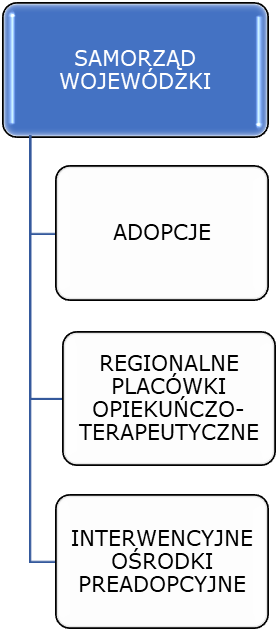 SAMORZĄD
WOJEWÓDZKI
ADOPCJE
REGIONALNE
PLACÓWKI
OPIEKUŃCZO-
TERAPEUTYCZNE
INTERWENCYJNE
OŚRODKI
PREADOPCYJNE